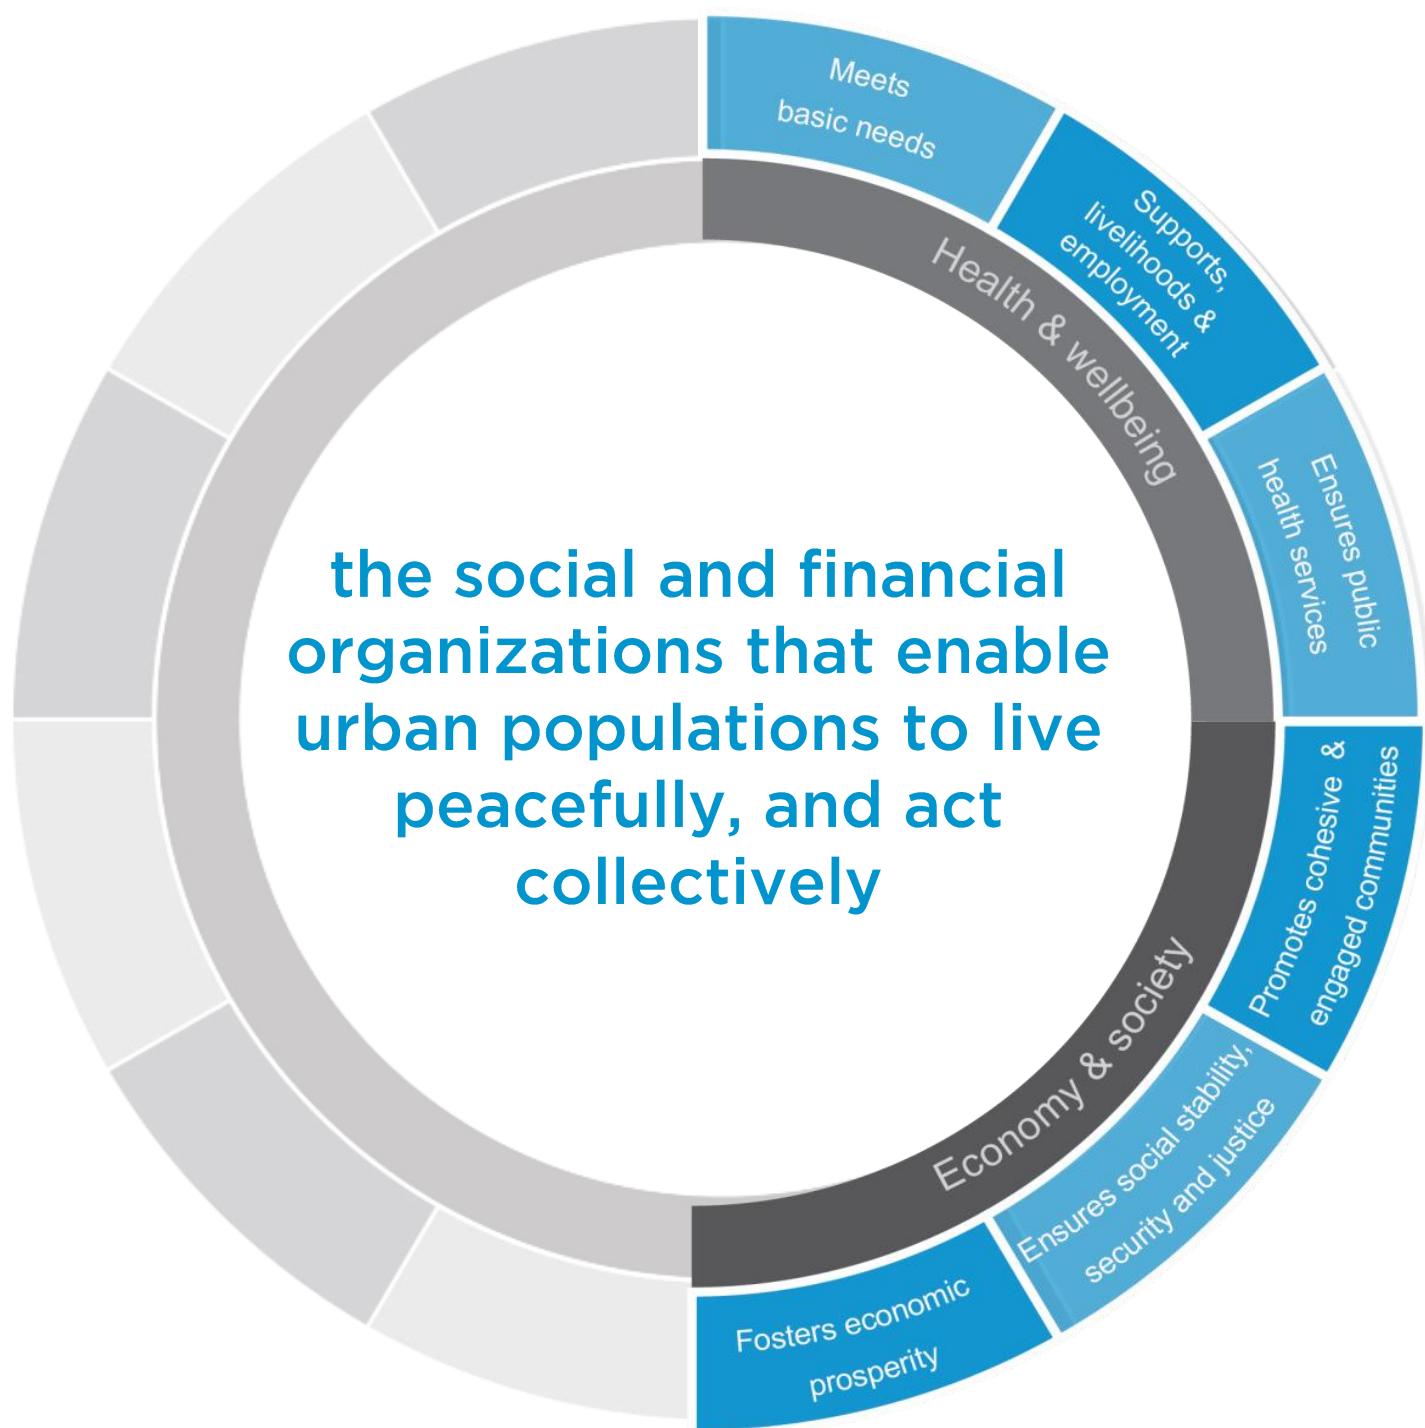 Meets
basic needs
Supports,
livelihoods &
employment
Ensures public
health services
Promotes cohesive &
engaged communities
Ensures social stability,
security and justice
Fosters economic
prosperity
Health & wellbeing
Economy & society
the social and financial
organizations that enable
urban populations to live
peacefully, and act
collectively